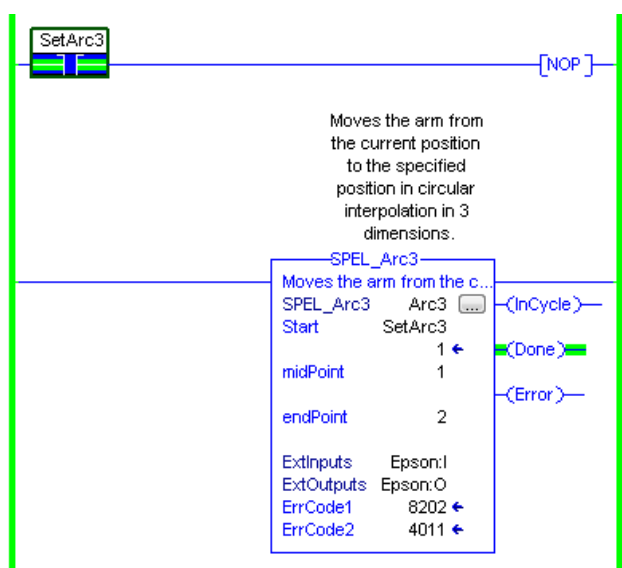 SetArc3
NOP
Moves the arm from
the current position
to the specified
position in circular
interpolation in 3
dimensions.
SPEL_Arc3
Moves the arm from the c...
SPEL_Arc3 Arc3 ... InCycle
Start SetArc3
1 Done
midPoint 1
Error
endPoint 2
ExtInputs Epson:I
ExtOutputs Epson:O
ErrCode1 8202
ErrCode2 4011